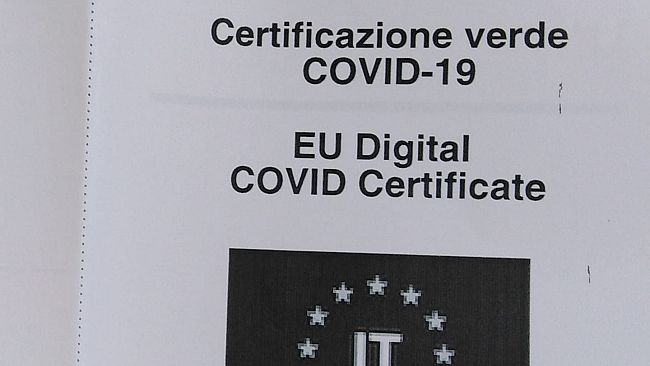 Certificazione verde
COVID-19
EU Digital
COVID Certificate
IT